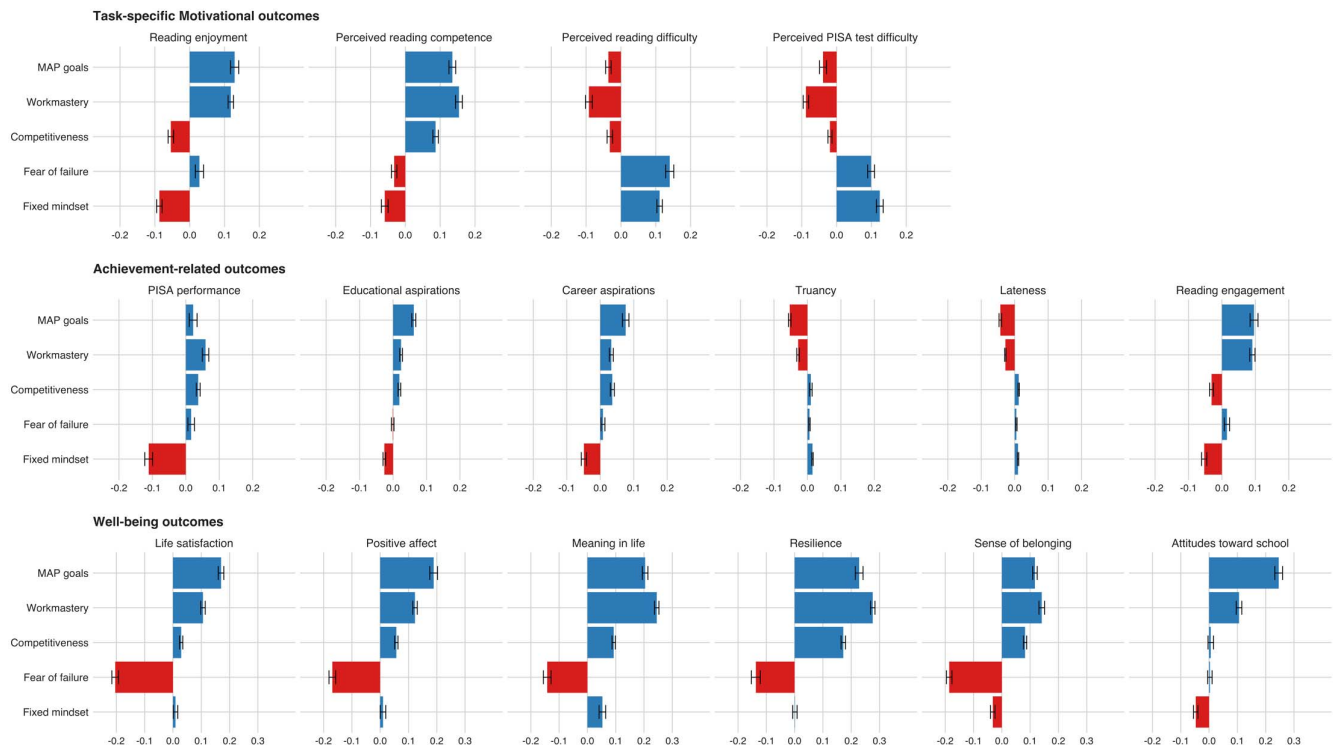 Task-specific Motivational outcomes
Reading enjoyment Perceived reading competence Perceived reading difficulty Perceived PISA test difficulty
MAP goals
Workmastery
Competitiveness
Fear of failure
Fixed mindset
-0.2 -0.1 0.0 0.1 0.2 -0.2 -0.1 0.0 0.1 0.2 -0.2 -0.1 0.0 0.1 0.2 -0.2 -0.1 0.0 0.1 0.2
Achievement-related outcomes
PISA performance Educational aspirations Career aspirations Truancy Lateness Reading engagement
MAP goals
Workmastery
Competitiveness
Fear of failure
Fixed mindset
-0.2 -0.1 0.0 0.1 0.2 -0.2 -0.1 0.0 0.1 0.2 -0.2 -0.1 0.0 0.1 0.2 -0.2 -0.1 0.0 0.1 0.2 -0.2 -0.1 0.0 0.1 0.2 -0.2 -0.1 0.0 0.1 0.2
Well-being outcomes
Life satisfaction Positive affect Meaning in life Resilience Sense of belonging Attitudes toward school
MAP goals
Workmastery
Competitiveness
Fear of failure
Fixed mindset
-0.2 -0.1 0.0 0.1 0.2 0.3 -0.2 -0.1 0.0 0.1 0.2 0.3 -0.2 -0.1 0.0 0.1 0.2 0.3 -0.2 -0.1 0.0 0.1 0.2 0.3 -0.2 -0.1 0.0 0.1 0.2 0.3 -0.2 -0.1 0.0 0.1 0.2 0.3